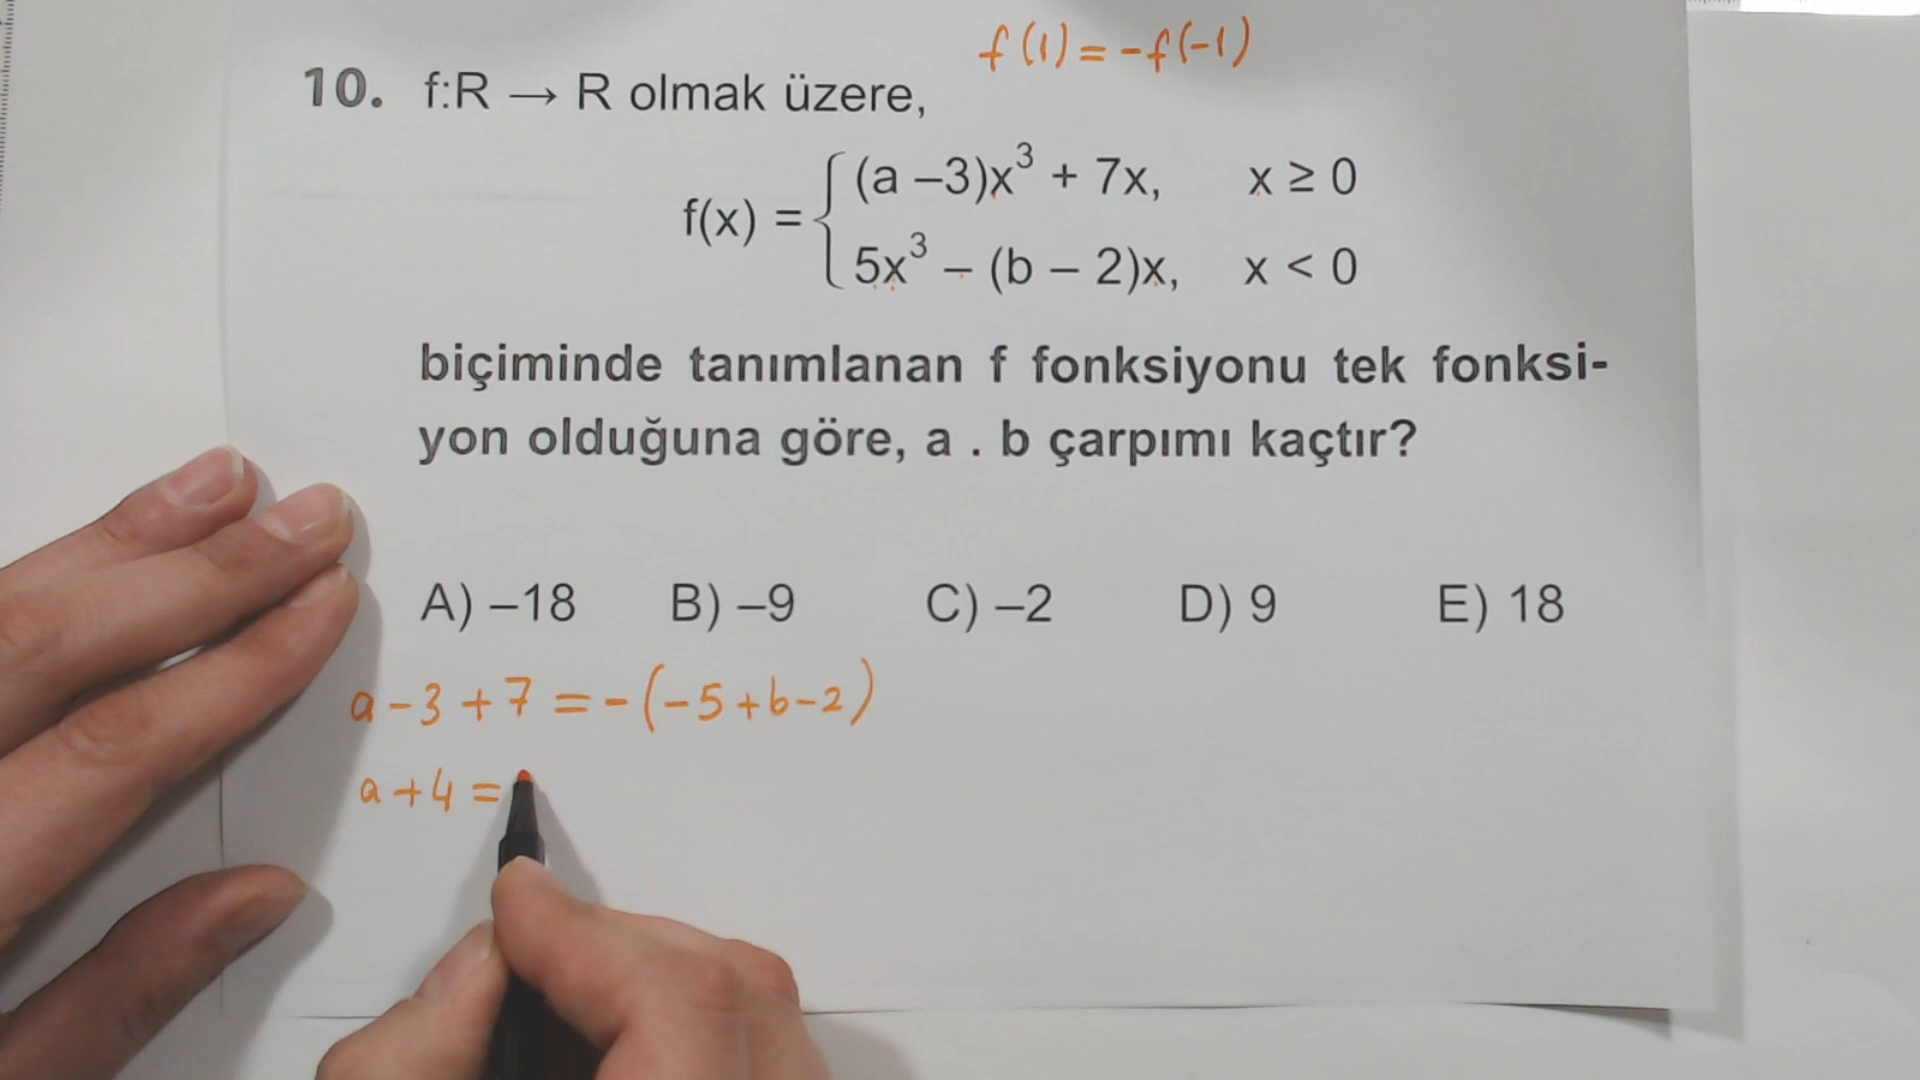 f(1) = -f(-1)
10. f:R → R olmak üzere,
f(x) = { (a –3)x³ + 7x, x ≥ 0
5x³ – (b – 2)x, x < 0
biçiminde tanımlanan f fonksiyonu tek fonksi-
yon olduğuna göre, a . b çarpımı kaçtır?
A) –18 B) –9 C) –2 D) 9 E) 18
a - 3 + 7 = - (-5 + b - 2)
a + 4 =